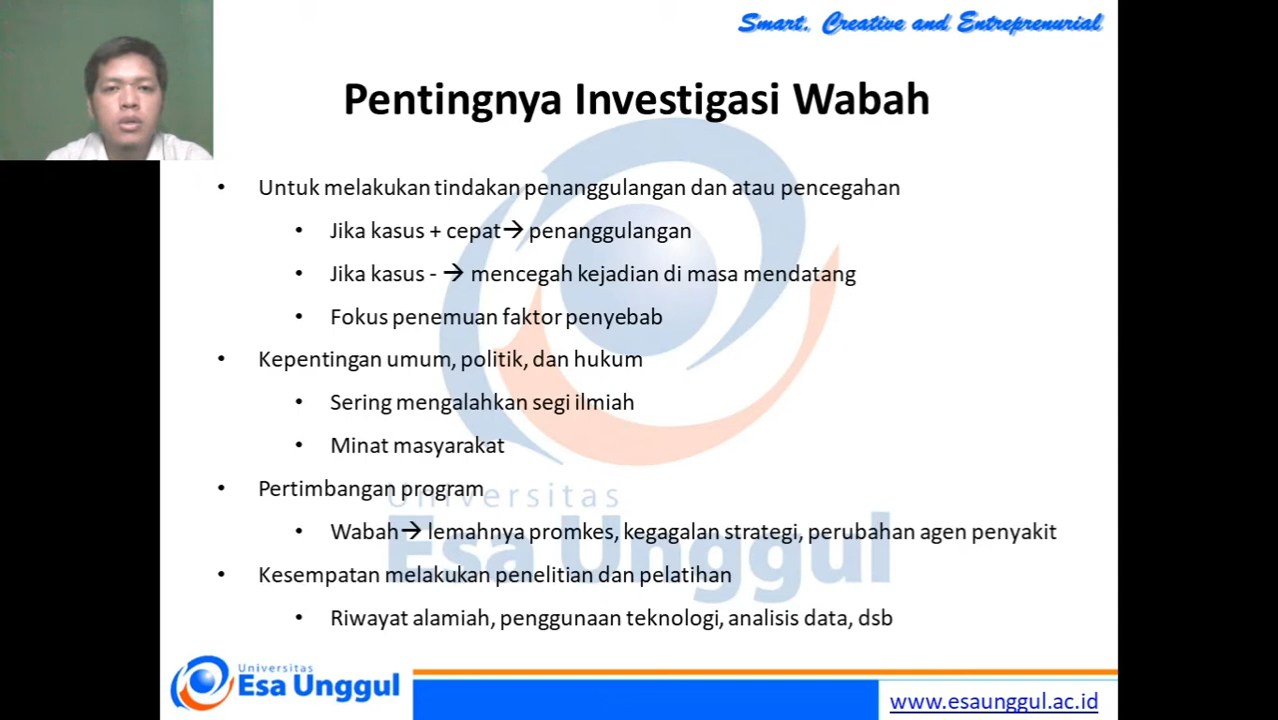 Smart, Creative and Entreprenurial
Pentingnya Investigasi Wabah
• Untuk melakukan tindakan penanggulangan dan atau pencegahan
• Jika kasus + cepat→ penanggulangan
• Jika kasus - → mencegah kejadian di masa mendatang
• Fokus penemuan faktor penyebab
• Kepentingan umum, politik, dan hukum
• Sering mengalahkan segi ilmiah
• Minat masyarakat
• Pertimbangan program
• Wabah→ lemahnya promkes, kegagalan strategi, perubahan agen penyakit
• Kesempatan melakukan penelitian dan pelatihan
• Riwayat alamiah, penggunaan teknologi, analisis data, dsb
Universitas
Esa Unggul
Universitas
Esa Unggul
www.esaunggul.ac.id